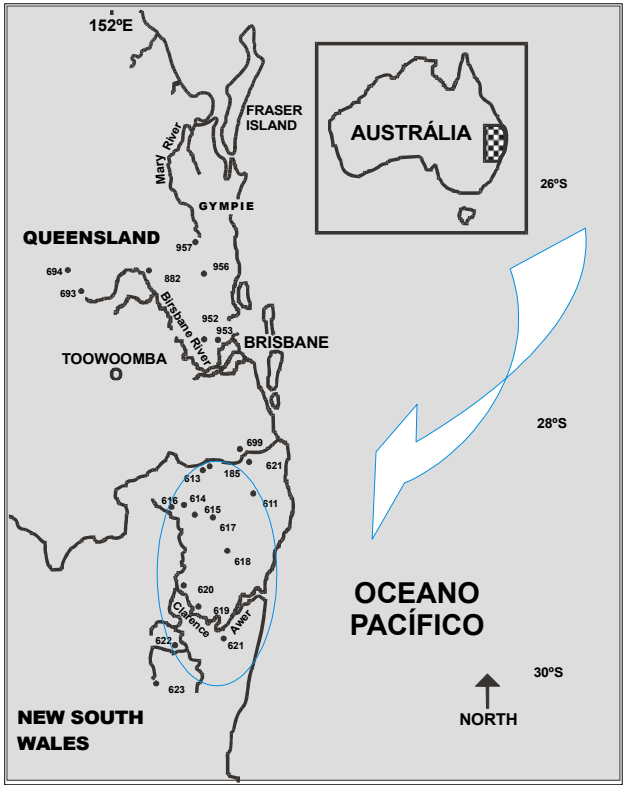 152ºE
FRASER
ISLAND
AUSTRÁLIA
Mary River
26ºS
GYMPIE
QUEENSLAND
957
694
882
956
693
Birsbane River
952
953
BRISBANE
TOOWOOMBA
28ºS
699
613
185
621
616
614
615
611
617
618
620
OCEANO
PACÍFICO
Clarence
619
Awer
622
621
30ºS
623
NEW SOUTH
WALES
NORTH